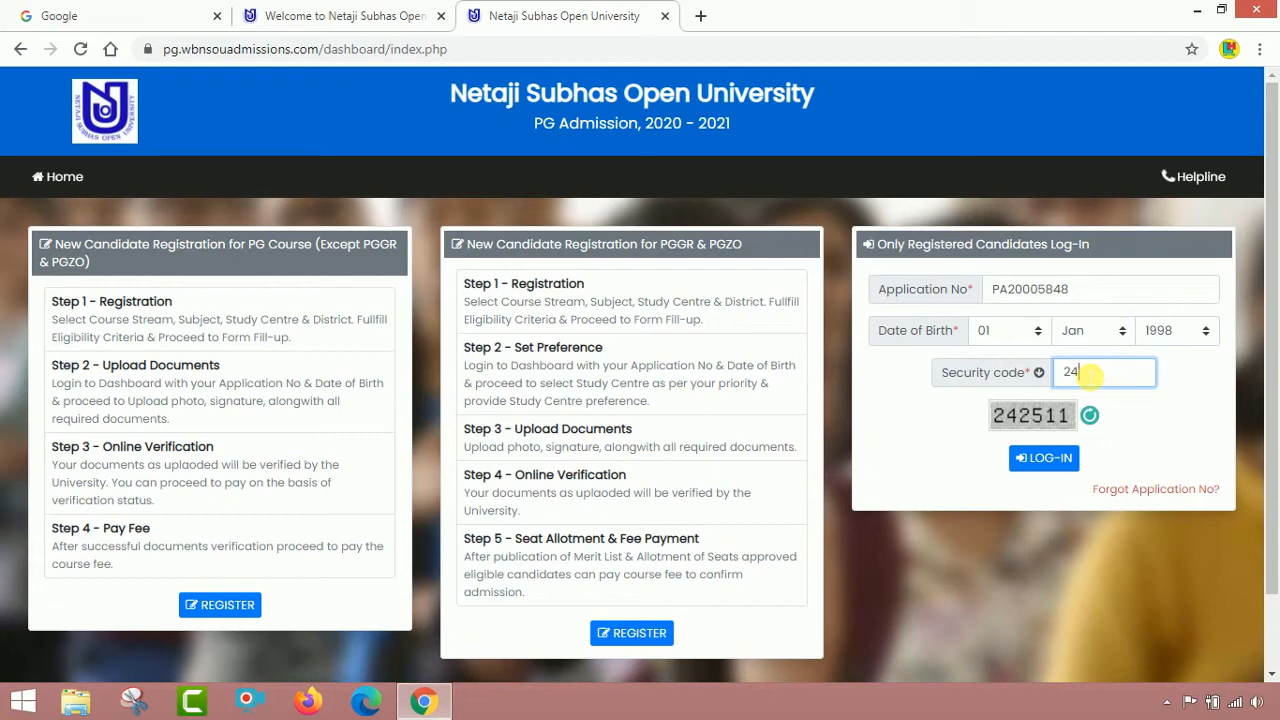 Google
Welcome to Netaji Subhas Open
Netaji Subhas Open University
pg.wbnsouadmissions.com/dashboard/index.php
NETAJI SUBHAS OPEN UNIVERSITY
Netaji Subhas Open University
PG Admission, 2020 - 2021
Home
Helpline
New Candidate Registration for PG Course (Except PGGR
& PGZO)
Step 1 - Registration
Select Course Stream, Subject, Study Centre & District. Fullfill
Eligibility Criteria & Proceed to Form Fill-up.
Step 2 - Upload Documents
Login to Dashboard with your Application No & Date of Birth
& proceed to Upload photo, signature, alongwith all
required documents.
Step 3 - Online Verification
Your documents as uplaoded will be verified by the
University. You can proceed to pay on the basis of
verification status.
Step 4 - Pay Fee
After successful documents verification proceed to pay the
course fee.
REGISTER
New Candidate Registration for PGGR & PGZO
Step 1 - Registration
Select Course Stream, Subject, Study Centre & District. Fullfill
Eligibility Criteria & Proceed to Form Fill-up.
Step 2 - Set Preference
Login to Dashboard with your Application No & Date of Birth
& proceed to select Study Centre as per your priority &
provide Study Centre preference.
Step 3 - Upload Documents
Upload photo, signature, alongwith all required documents.
Step 4 - Online Verification
Your documents as uplaoded will be verified by the
University.
Step 5 - Seat Allotment & Fee Payment
After publication of Merit List & Allotment of Seats approved
eligible candidates can pay course fee to confirm
admission.
REGISTER
Only Registered Candidates Log-In
Application No* PA20005848
Date of Birth* 01 Jan 1998
Security code* 24
242511
LOG-IN
Forgot Application No?